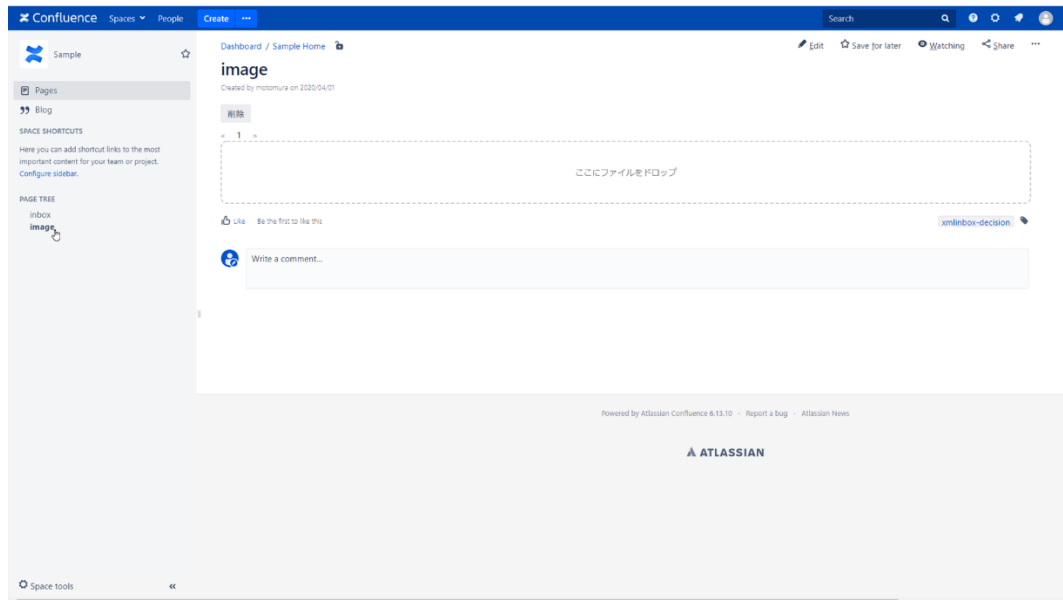 Confluence Spaces People Create ··· Search
Sample
Pages
Blog
SPACE SHORTCUTS
Here you can add shortcut links to the most
important content for your team or project.
Configure sidebar.
PAGE TREE
inbox
image
Space tools «
Dashboard / Sample Home
Edit Save for later Watching Share ···
image
Created by motomura on 2020/04/01
削除
« 1 »
ここにファイルをドロップ
Like Be the first to like this
xmlinbox-decision
Write a comment...
Powered by Atlassian Confluence 6.13.10 · Report a bug · Atlassian News
ATLASSIAN